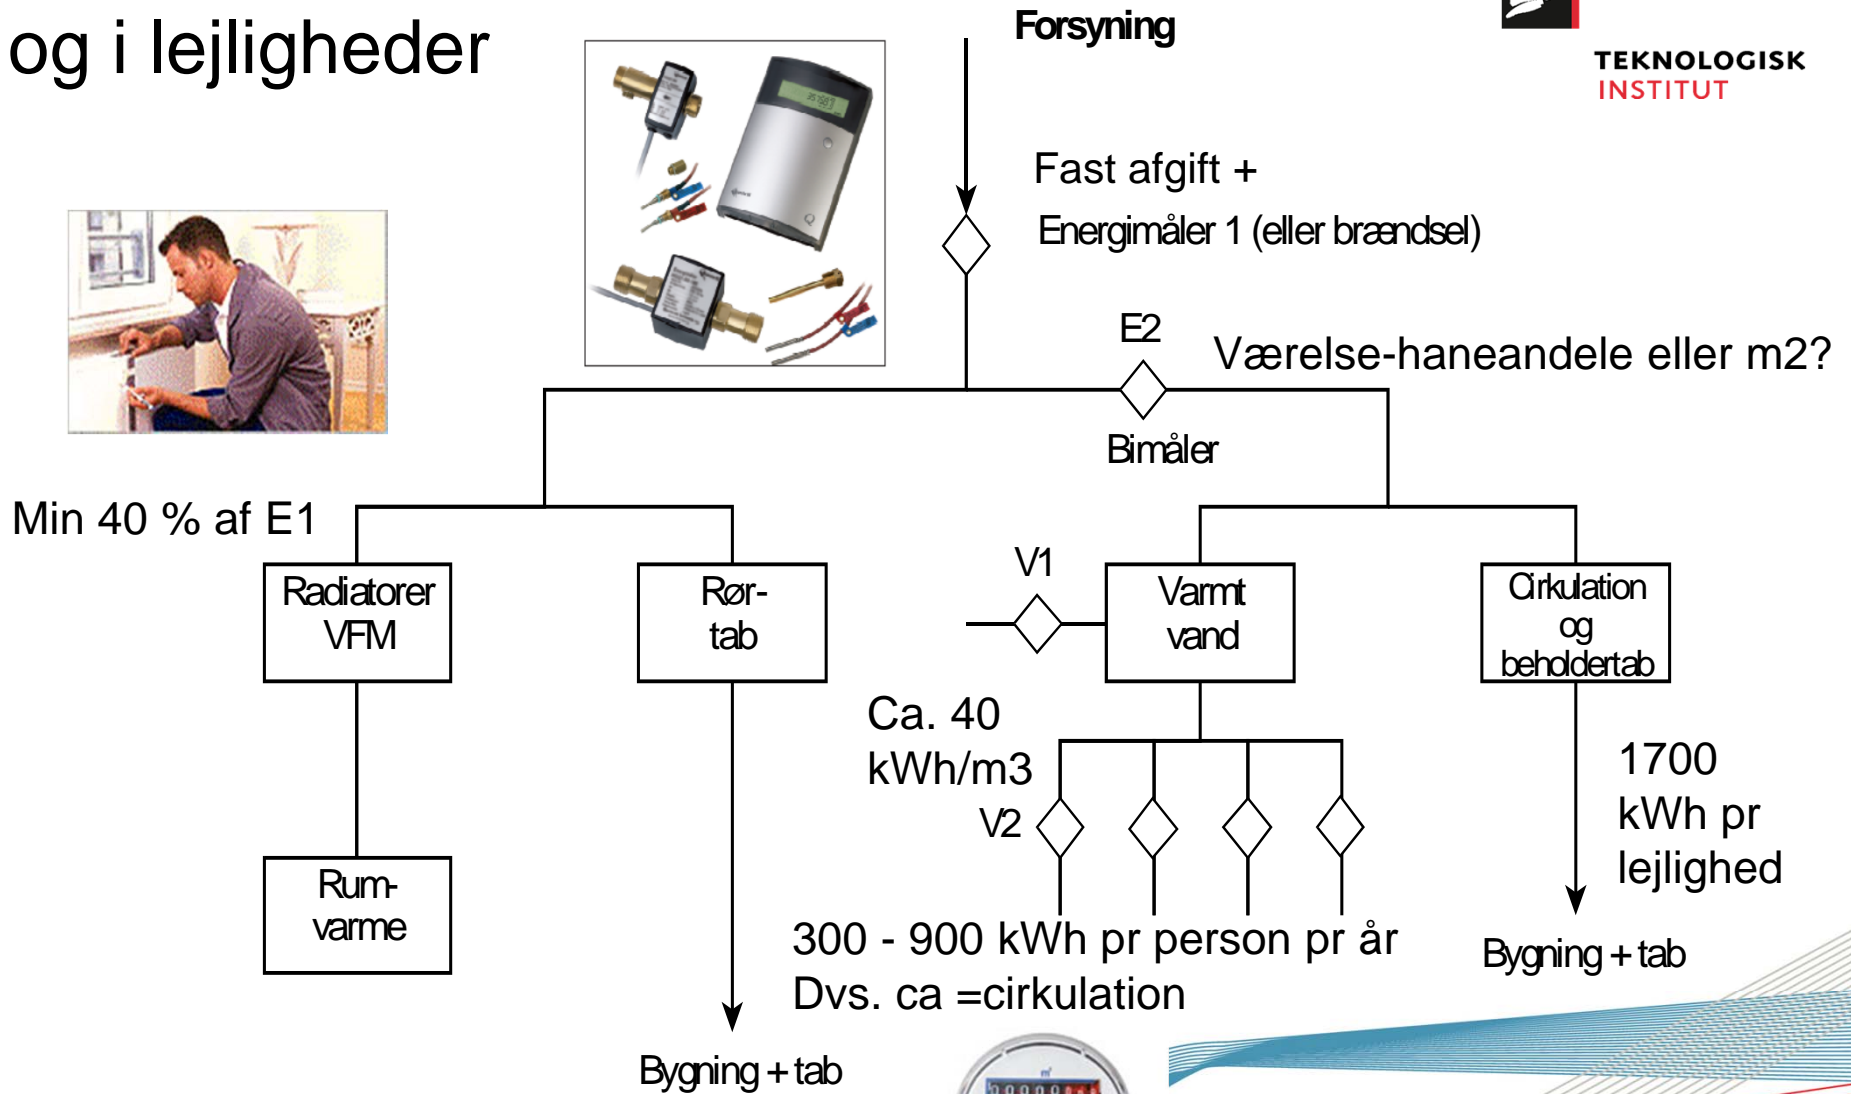 og i lejligheder
Forsyning
TEKNOLOGISK
INSTITUT
Fast afgift +
Energimåler 1 (eller brændsel)
E2
Værelse-haneandele eller m2?
Bimåler
Min 40 % af E1
Radiatorer
VFM
Rør-
tab
V1
Varmt
vand
Cirkulation
og
beholdertab
Ca. 40
kWh/m3
V2
1700
kWh pr
lejlighed
Rum-
varme
300 - 900 kWh pr person pr år
Dvs. ca =cirkulation
Bygning + tab
Bygning + tab
m³